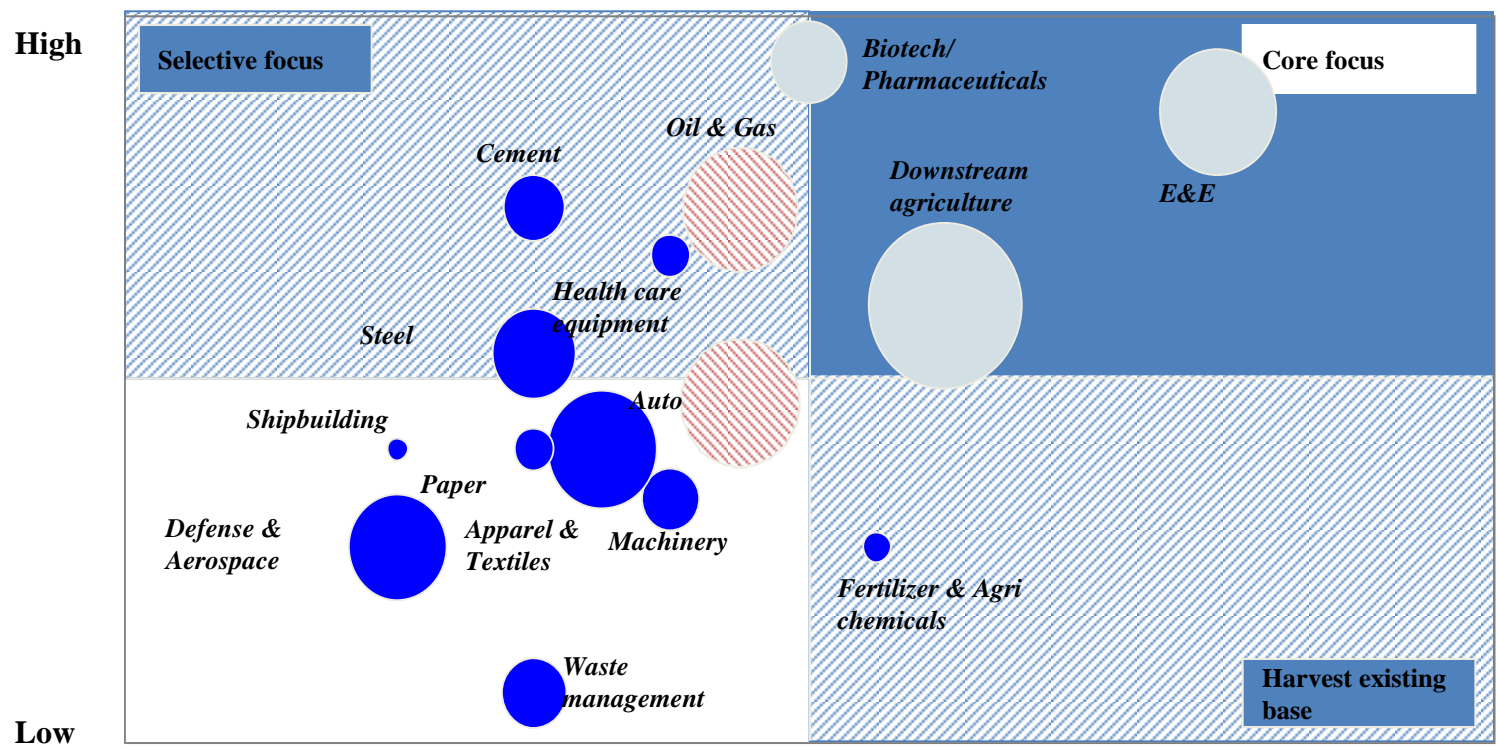 High
Selective focus
Biotech/
Pharmaceuticals
Core focus
Oil & Gas
Cement
Downstream
agriculture
E&E
Health care
equipment
Steel
Auto
Shipbuilding
Paper
Defense &
Aerospace
Apparel &
Textiles
Machinery
Fertilizer & Agri
chemicals
Waste
management
Harvest existing
base
Low